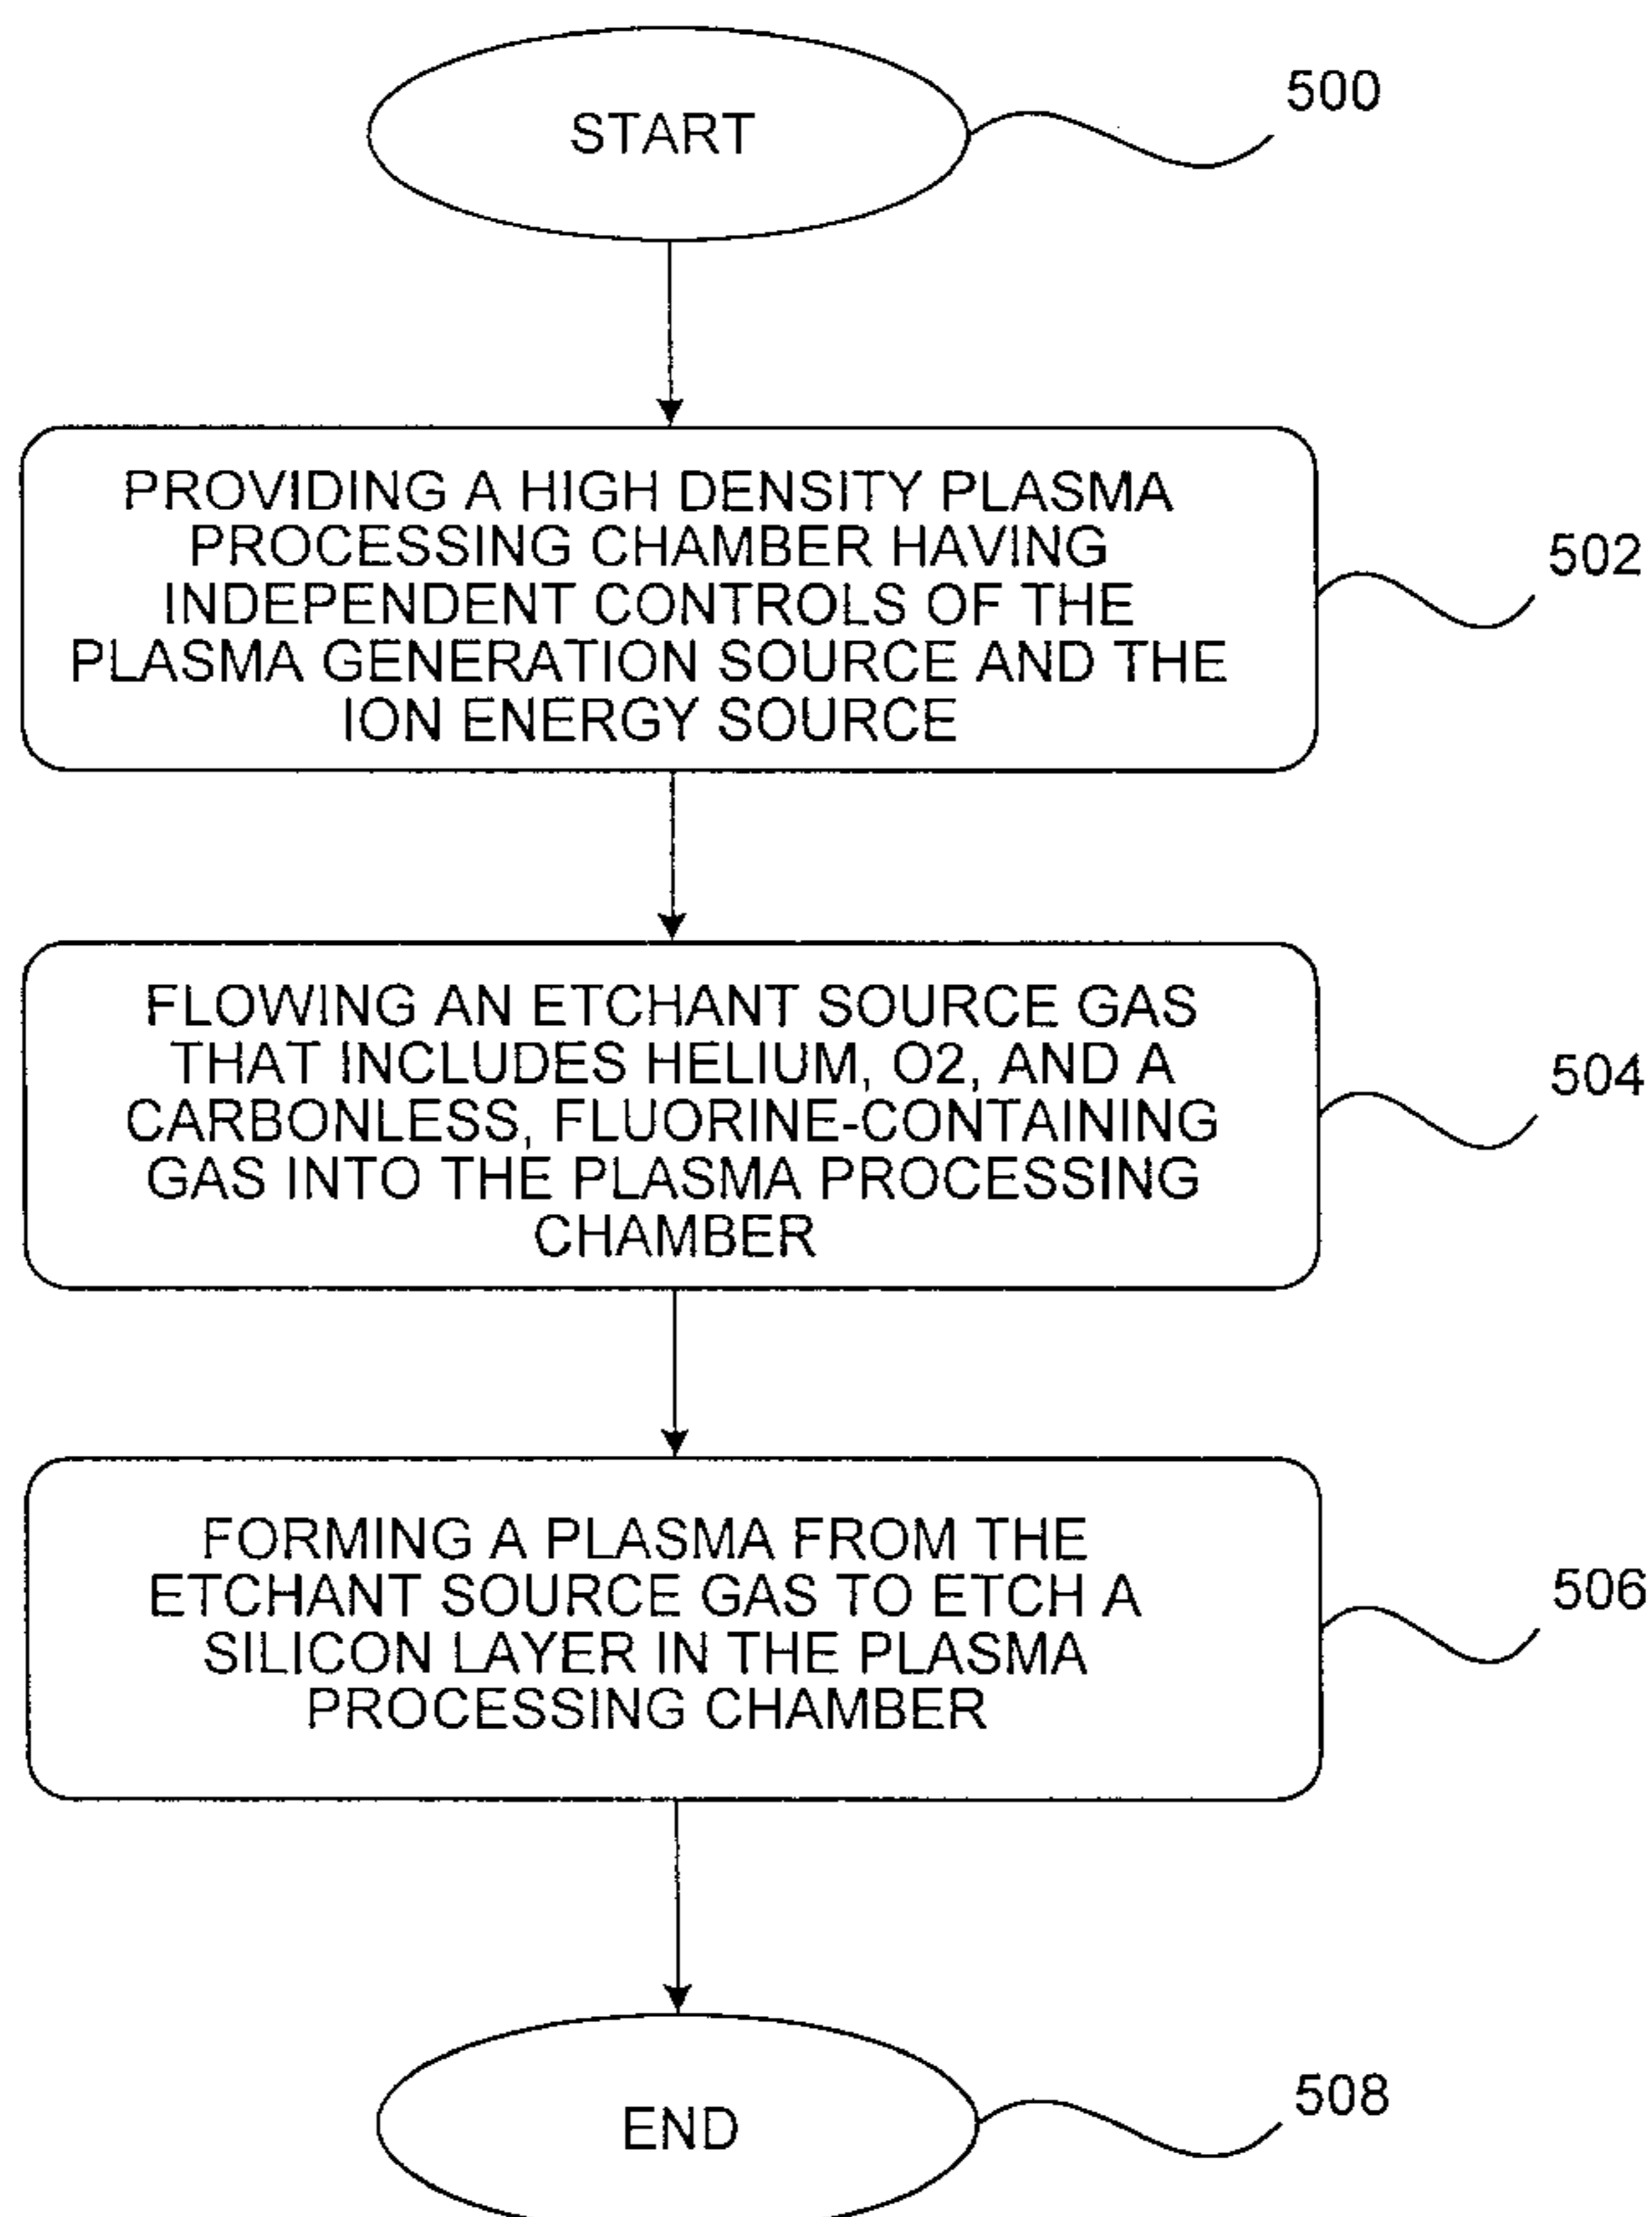 START
500
PROVIDING A HIGH DENSITY PLASMA
PROCESSING CHAMBER HAVING
INDEPENDENT CONTROLS OF THE
PLASMA GENERATION SOURCE AND THE
ION ENERGY SOURCE
502
FLOWING AN ETCHANT SOURCE GAS
THAT INCLUDES HELIUM, O2, AND A
CARBONLESS, FLUORINE-CONTAINING
GAS INTO THE PLASMA PROCESSING
CHAMBER
504
FORMING A PLASMA FROM THE
ETCHANT SOURCE GAS TO ETCH A
SILICON LAYER IN THE PLASMA
PROCESSING CHAMBER
506
END
508